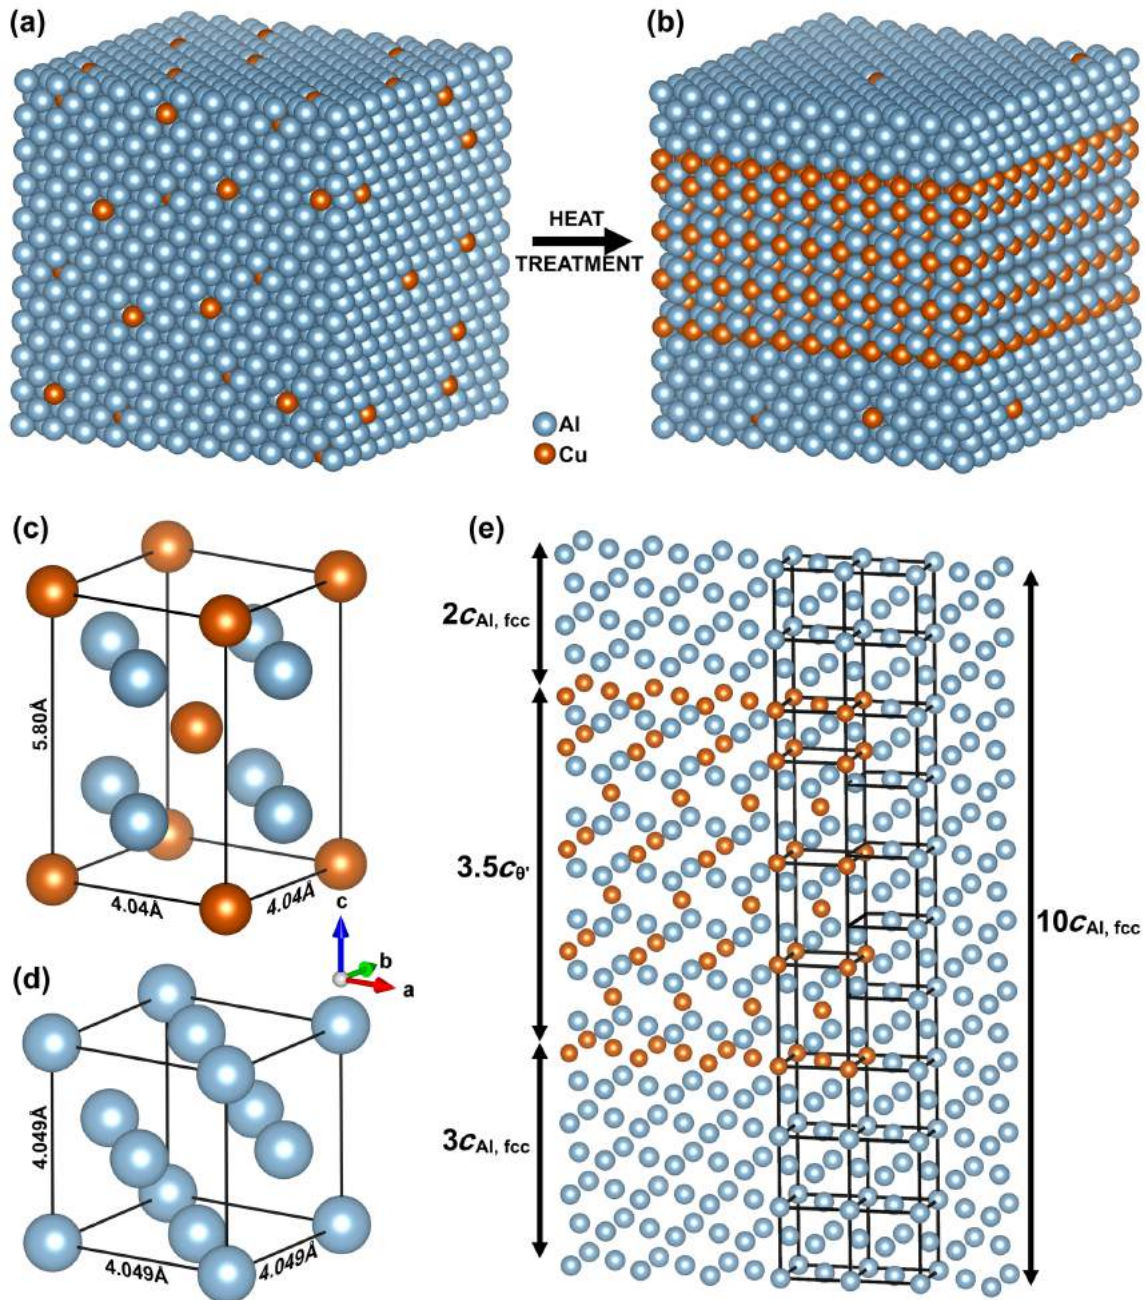 (a)
(b)
HEAT
TREATMENT
Al
Cu
(c)
5.80Å
4.04Å
4.04Å
c
b
a
(d)
4.049Å
4.049Å
4.049Å
(e)
2cAl, fcc
3.5cθ'
3cAl, fcc
10cAl, fcc